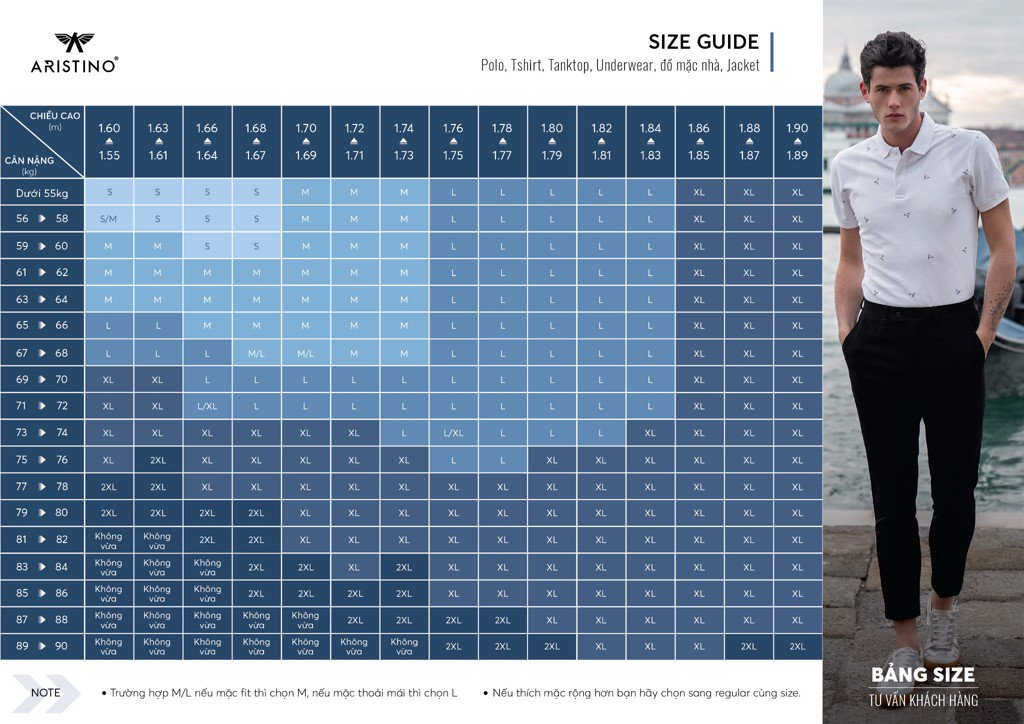 ARISTINO®
SIZE GUIDE
Polo, Tshirt, Tanktop, Underwear, đồ mặc nhà, Jacket
CHIỀU CAO
(m)
CÂN NẶNG
(kg)
1.60 1.63 1.66 1.68 1.70 1.72 1.74 1.76 1.78 1.80 1.82 1.84 1.86 1.88 1.90
1.55 1.61 1.64 1.67 1.69 1.71 1.73 1.75 1.77 1.79 1.81 1.83 1.85 1.87 1.89
Dưới 55kg S S S S M M M L L L L L XL XL XL
56 58 S/M S S S M M M L L L L L XL XL XL
59 60 M M S S M M M L L L L L XL XL XL
61 62 M M M M M M M L L L L L XL XL XL
63 64 M M M M M M M L L L L L XL XL XL
65 66 L L M M M M M L L L L L XL XL XL
67 68 L L L M/L M/L M M L L L L L XL XL XL
69 70 XL XL L L L L L L L L L L XL XL XL
71 72 XL XL L/XL L L L L L L L L L XL XL XL
73 74 XL XL XL XL XL XL L L/XL L L L XL XL XL XL
75 76 XL 2XL XL XL XL XL XL L L XL XL XL XL XL XL
77 78 2XL 2XL XL XL XL XL XL XL XL XL XL XL XL XL XL
79 80 2XL 2XL 2XL 2XL XL XL XL XL XL XL XL XL XL XL XL
81 82 Không vừa Không vừa 2XL 2XL XL XL XL XL XL XL XL XL XL XL XL
83 84 Không vừa Không vừa Không vừa 2XL 2XL XL 2XL XL XL XL XL XL XL XL XL
85 86 Không vừa Không vừa Không vừa 2XL 2XL 2XL 2XL XL XL XL XL XL XL XL XL
87 88 Không vừa Không vừa Không vừa Không vừa Không vừa 2XL 2XL 2XL 2XL XL XL XL XL XL XL
89 90 Không vừa Không vừa Không vừa Không vừa Không vừa Không vừa Không vừa 2XL 2XL 2XL XL XL XL 2XL 2XL
NOTE
• Trường hợp M/L nếu mặc fit thì chọn M, nếu mặc thoải mái thì chọn L
• Nếu thích mặc rộng hơn bạn hãy chọn sang regular cùng size.
BẢNG SIZE
TƯ VẤN KHÁCH HÀNG